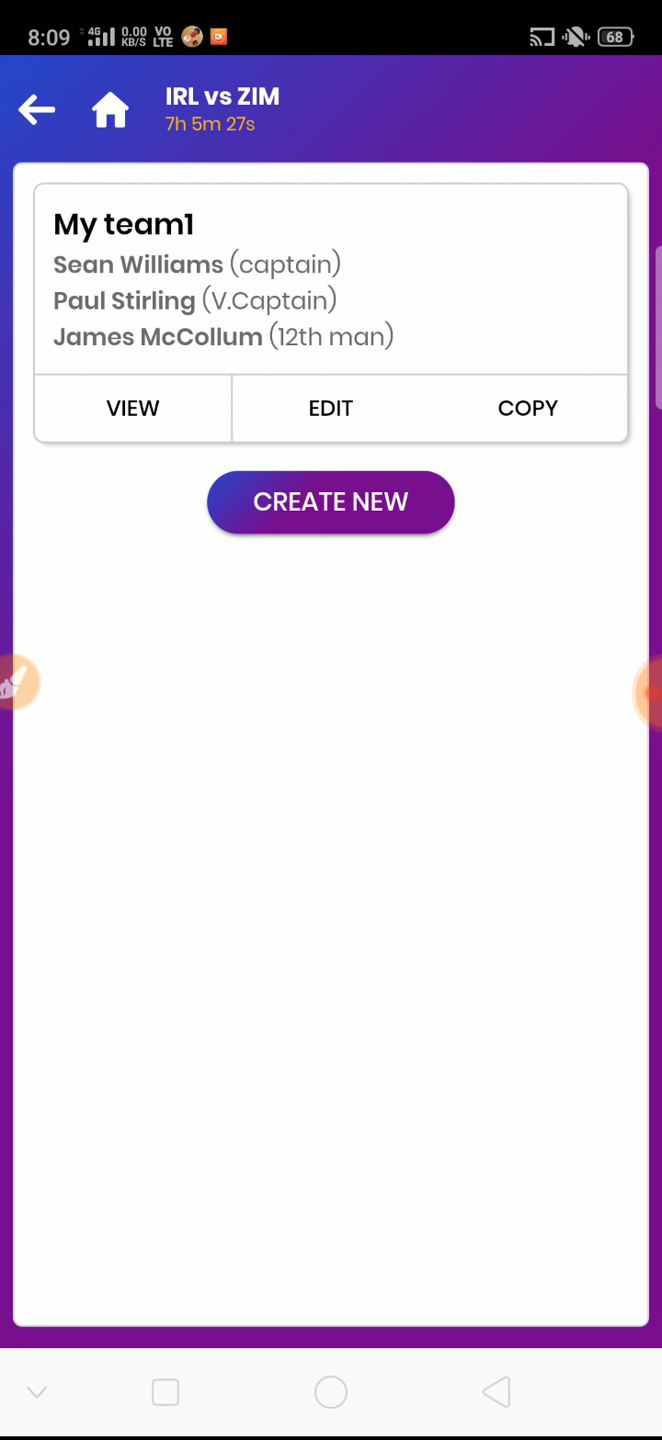 8:09 4G 0.00 KB/S VO LTE 68
IRL vs ZIM
7h 5m 27s
My team1
Sean Williams (captain)
Paul Stirling (V.Captain)
James McCollum (12th man)
VIEW EDIT COPY
CREATE NEW